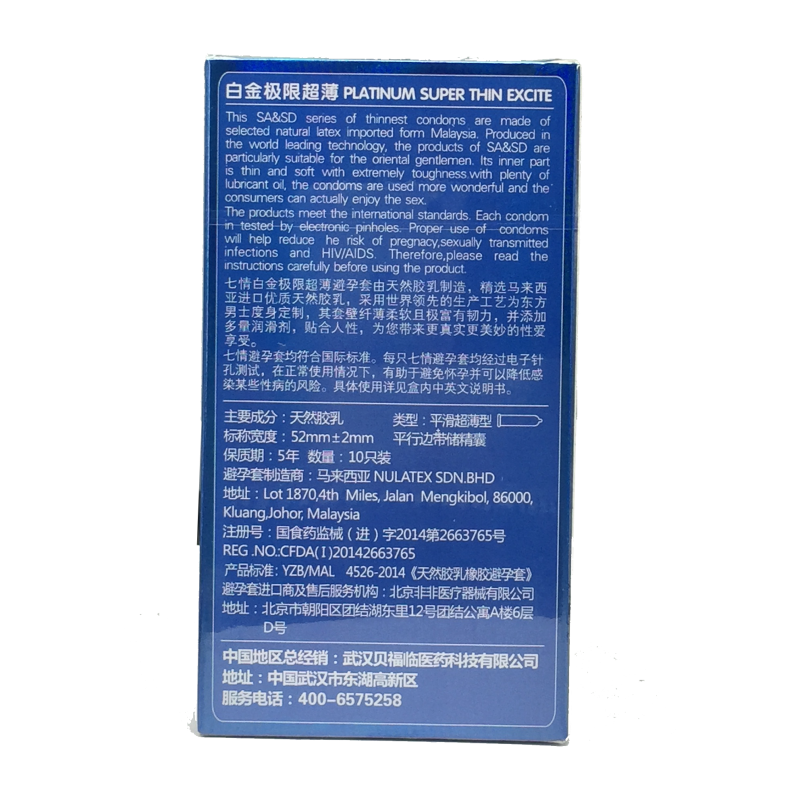 白金极限超薄 PLATINUM SUPER THIN EXCITE
This SA&SD series of thinnest condoms are made of
selected natural latex imported form Malaysia. Produced in
the world leading technology, the products of SA&SD are
particularly suitable for the oriental gentlemen. Its inner part
is thin and soft with extremely toughness.with plenty of
lubricant oil, the condoms are used more wonderful and the
consumers can actually enjoy the sex.
The products meet the international standards. Each condom
in tested by electronic pinholes. Proper use of condoms
will help reduce he risk of pregnacy,sexually transmitted
infections and HIV/AIDS. Therefore,please read the
instructions carefully before using the product.
七情白金极限超薄避孕套由天然胶乳制造，精选马来西
亚进口优质天然胶乳，采用世界领先的生产工艺为东方
男士度身定制，其套壁纤薄柔软且极富有韧力，并添加
多量润滑剂，贴合人性，为您带来更真实更美妙的性爱
享受。
七情避孕套均符合国际标准。每只七情避孕套均经过电子针
孔测试，在正常使用情况下，有助于避免怀孕并可以降低感
染某些性病的风险。具体使用详见盒内中英文说明书。
主要成分：天然胶乳 类型：平滑超薄型
标称宽度：52mm±2mm 平行边带储精囊
保质期：5年 数量：10只装
避孕套制造商：马来西亚 NULATEX SDN.BHD
地址：Lot 1870,4th Miles, Jalan Mengkibol, 86000,
Kluang,Johor, Malaysia
注册号：国食药监械（进）字2014第2663765号
REG .NO.:CFDA(I)20142663765
产品标准：YZB/MAL 4526-2014《天然胶乳橡胶避孕套》
避孕套进口商及售后服务机构：北京非非医疗器械有限公司
地址：北京市朝阳区团结湖东里12号团结公寓A楼6层
D号
中国地区总经销：武汉贝福临医药科技有限公司
地址：中国武汉市东湖高新区
服务电话：400-6575258